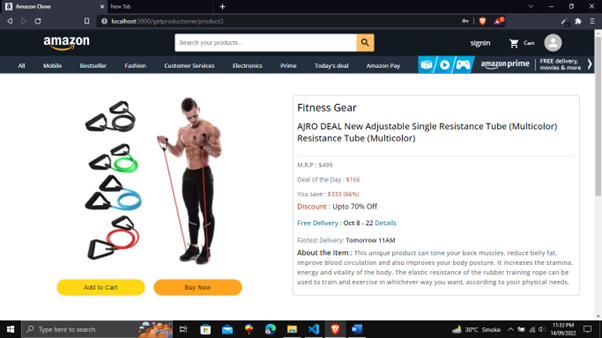 Amazon Clone
New Tab
localhost:3000/getproductsone/product3
amazon
Search your products...
signin
Cart
All Mobile Bestseller Fashion Customer Services Electronics Prime Today's deal Amazon Pay
amazon prime
FREE delivery,
movies & more
Fitness Gear
AJRO DEAL New Adjustable Single Resistance Tube (Multicolor)
Resistance Tube (Multicolor)
M.R.P : $499
Deal of the Day : $166
You save : $333 (66%)
Discount : Upto 70% Off
Free Delivery : Oct 8 - 22 Details
Fastest Delivery: Tomorrow 11AM
About the Item : This unique product can tone your back muscles, reduce belly fat,
improve blood circulation and also improves your body posture. It increases the stamina,
energy and vitality of the body. The elastic resistance of the rubber training rope can be
used to train and exercise in whichever way you want, according to your physical needs.
Add to Cart
Buy Now
Type here to search
30°C Smoke
11:33 PM
14/09/2022